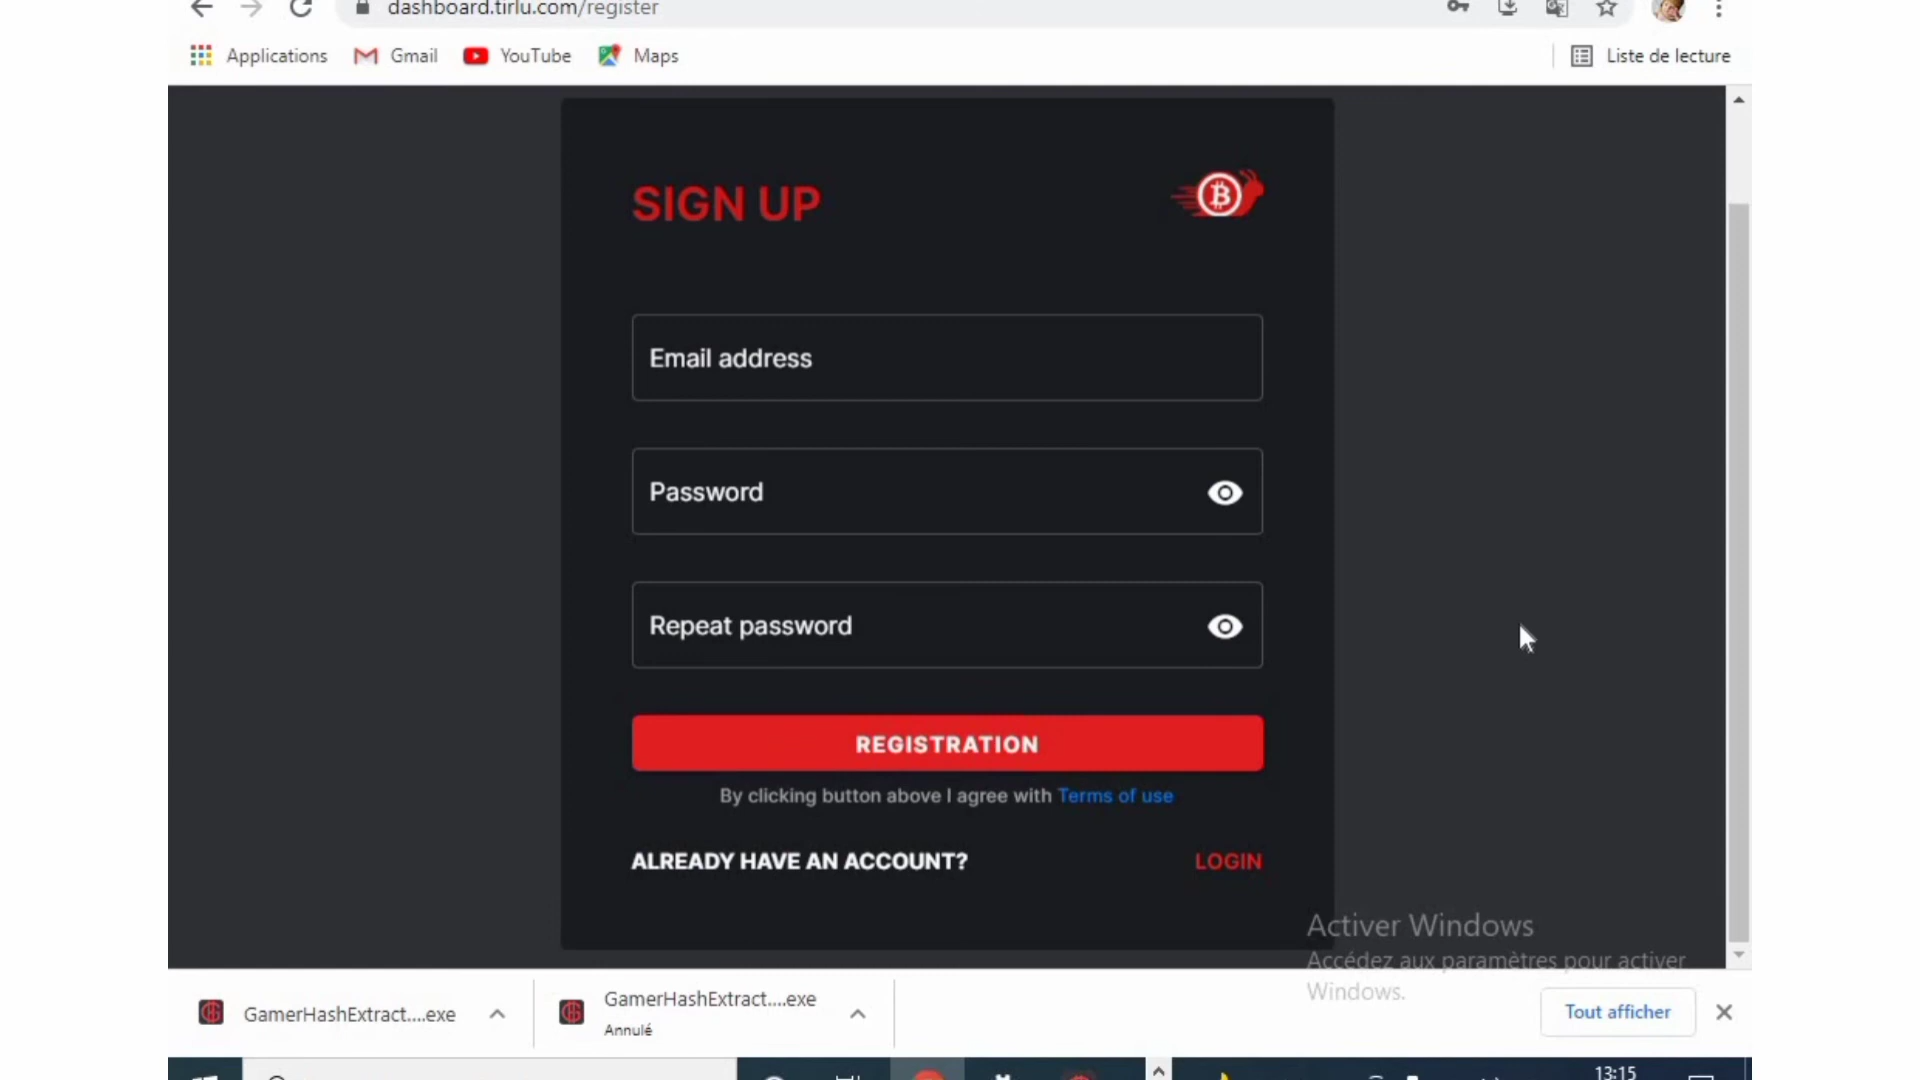 dashboard.tirlu.com/register
Applications Gmail YouTube Maps Liste de lecture
SIGN UP
Email address
Password
Repeat password
REGISTRATION
By clicking button above I agree with Terms of use
ALREADY HAVE AN ACCOUNT? LOGIN
Activer Windows
Accédez aux paramètres pour activer
Windows.
GamerHashExtract....exe
GamerHashExtract....exe
Annulé
Tout afficher
13:15